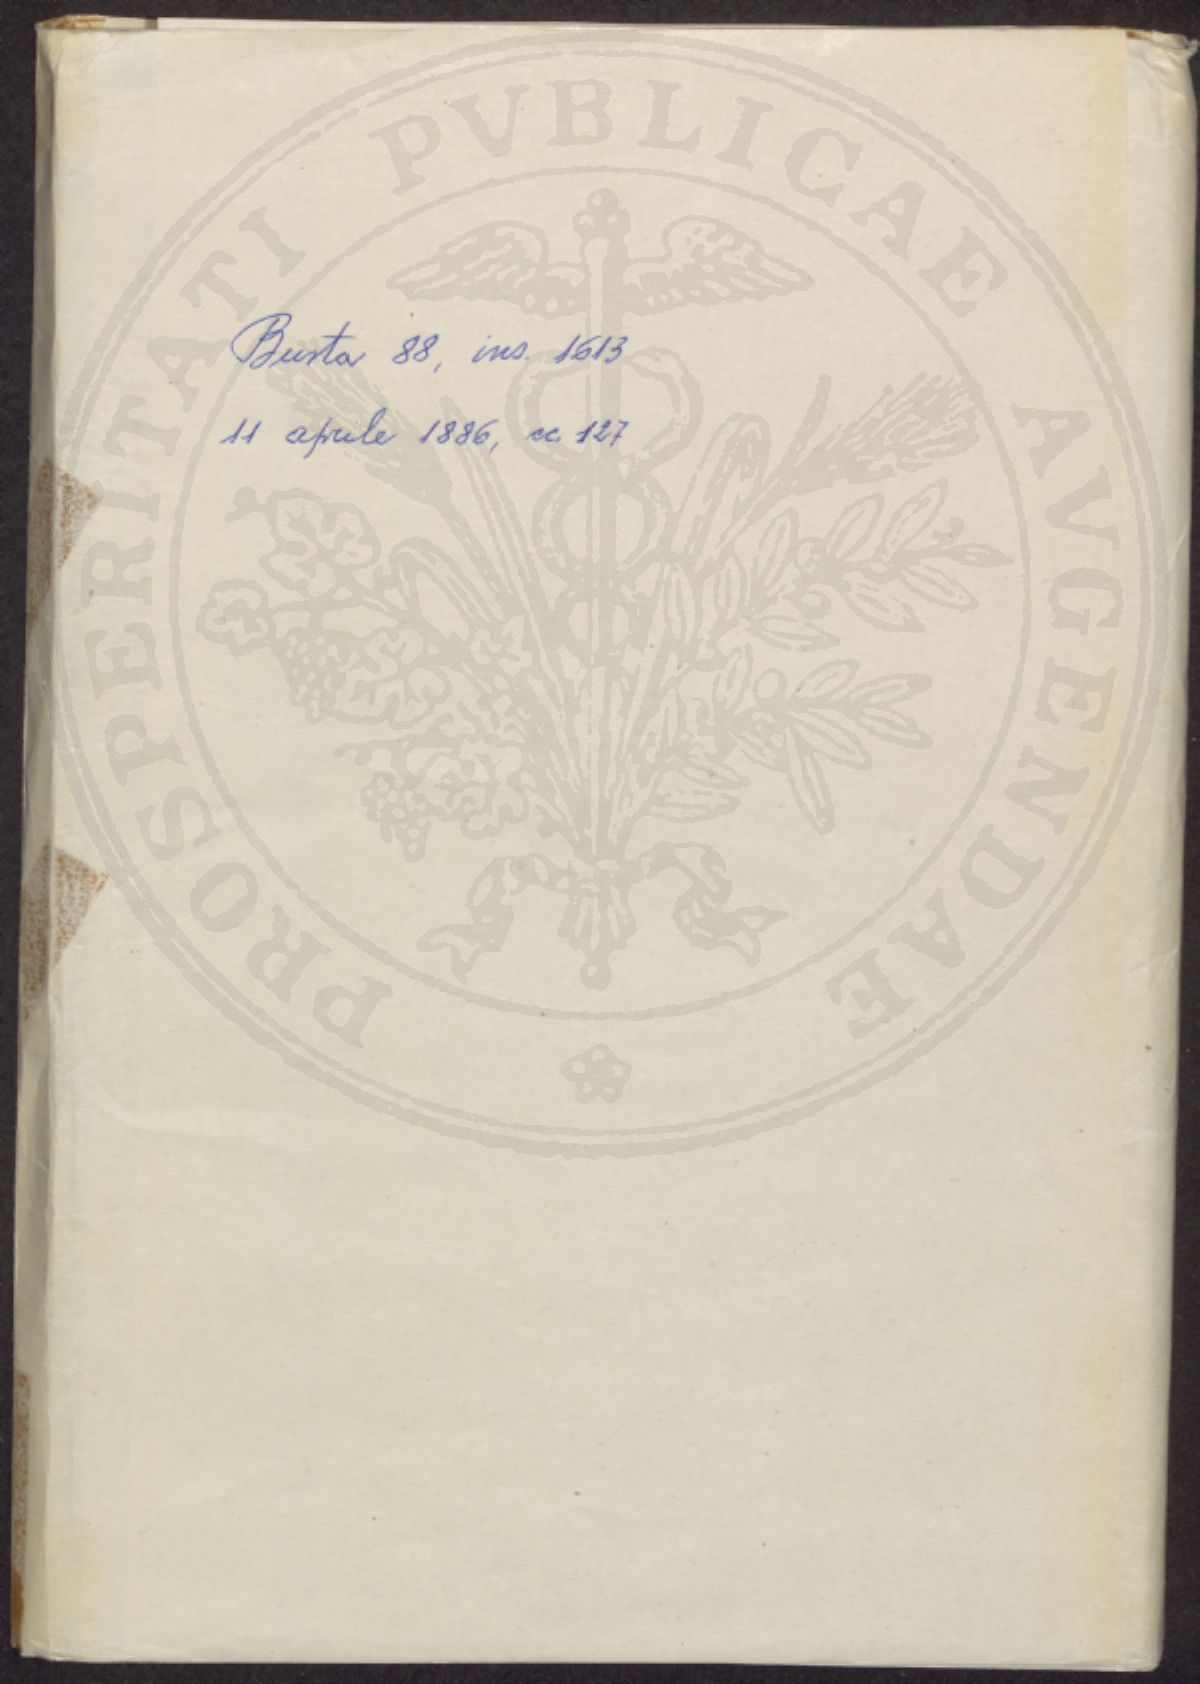 Busta 88, ins. 1613
11 aprile 1886, cc. 127
PROSPERITATI PVBLICAE AVGENDAE